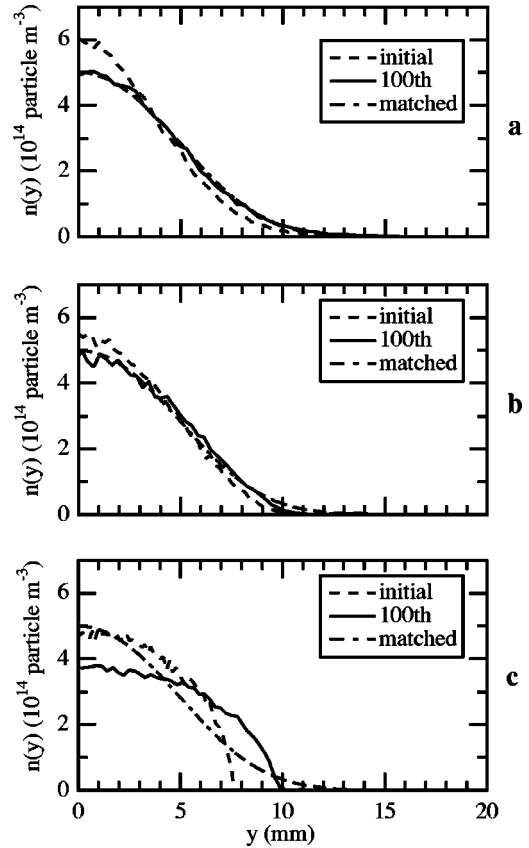 6
4
2
0
n(y) (10¹⁴ particle m⁻³)
initial
100th
matched
a
6
4
2
0
n(y) (10¹⁴ particle m⁻³)
initial
100th
matched
b
6
4
2
0
n(y) (10¹⁴ particle m⁻³)
initial
100th
matched
c
0 5 10 15 20
y (mm)